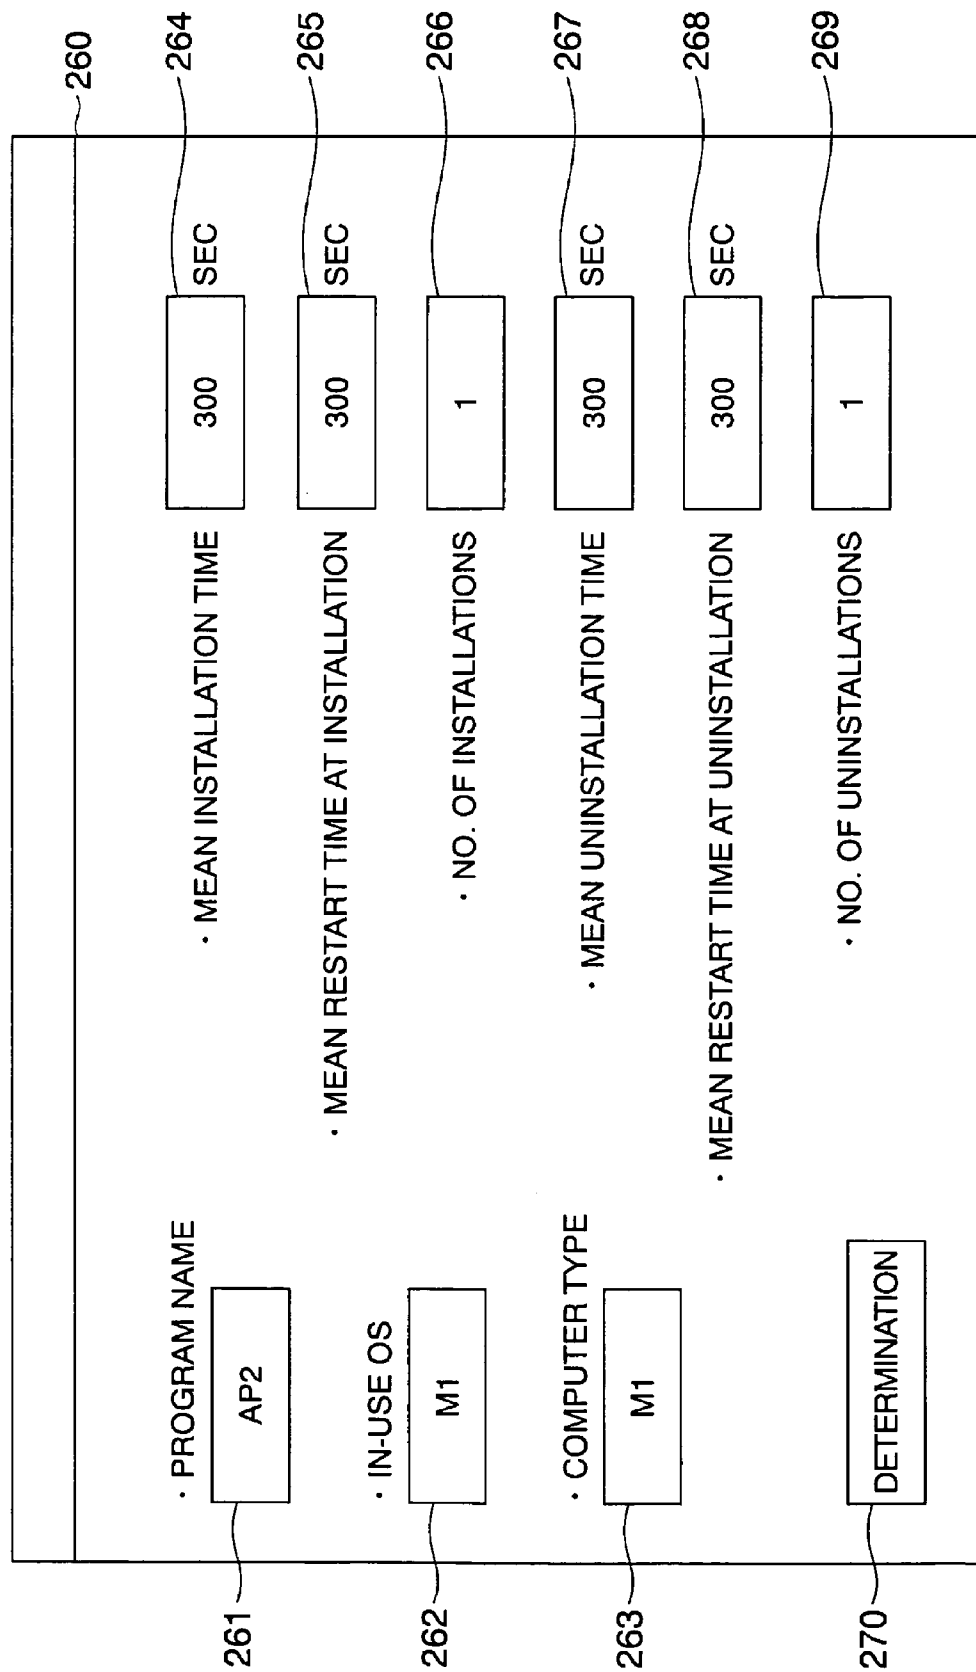 260
· PROGRAM NAME
AP2
261
· IN-USE OS
M1
262
· COMPUTER TYPE
M1
263
DETERMINATION
270
· MEAN INSTALLATION TIME
300 SEC
264
· MEAN RESTART TIME AT INSTALLATION
300 SEC
265
· NO. OF INSTALLATIONS
1
266
· MEAN UNINSTALLATION TIME
300 SEC
267
· MEAN RESTART TIME AT UNINSTALLATION
300 SEC
268
· NO. OF UNINSTALLATIONS
1
269